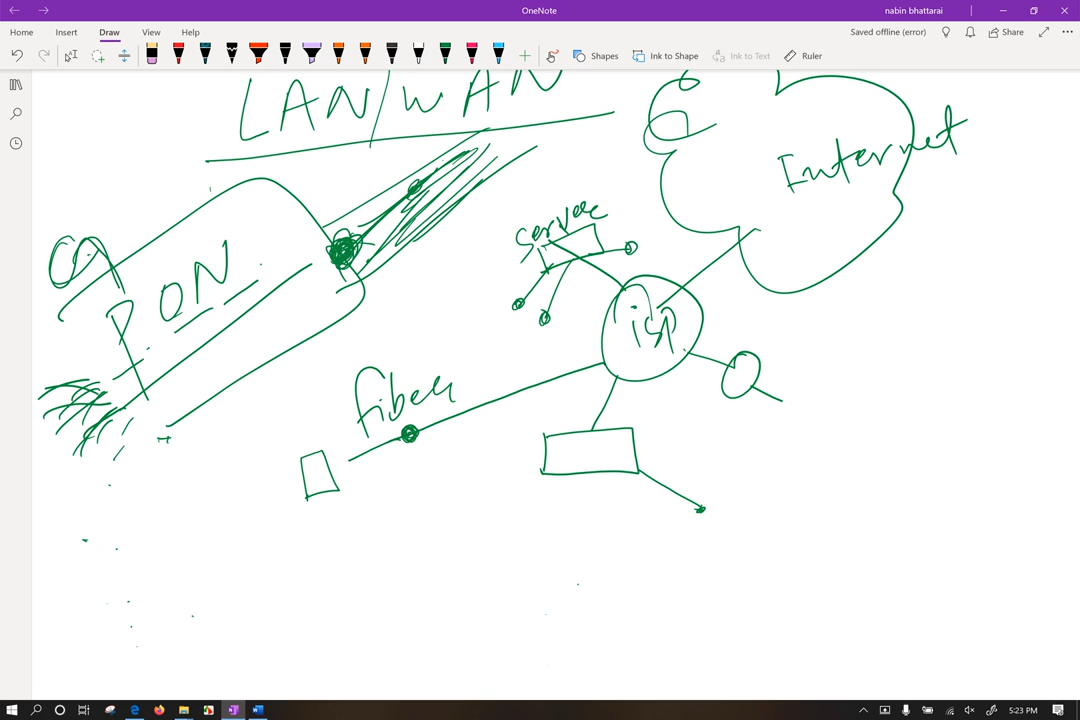 OneNote
nabin bhattarai
Home
Insert
Draw
View
Help
Saved offline (error)
Share
Shapes
Ink to Shape
Ink to Text
Ruler
LAN/WAN
Internet
Server
P.ON
isp
fiber
5:23 PM